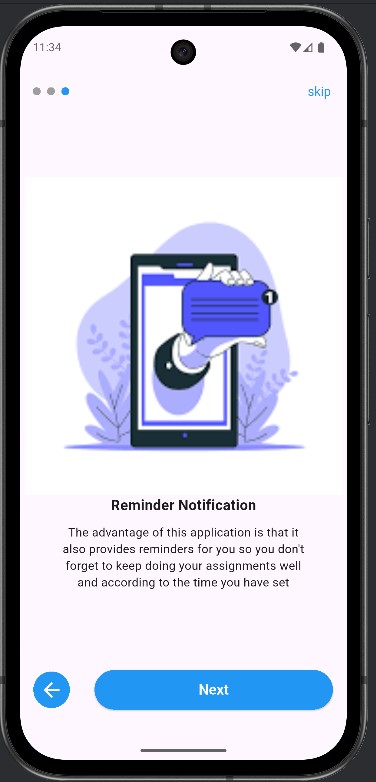 11:34
skip
1
Reminder Notification
The advantage of this application is that it
also provides reminders for you so you don't
forget to keep doing your assignments well
and according to the time you have set
Next